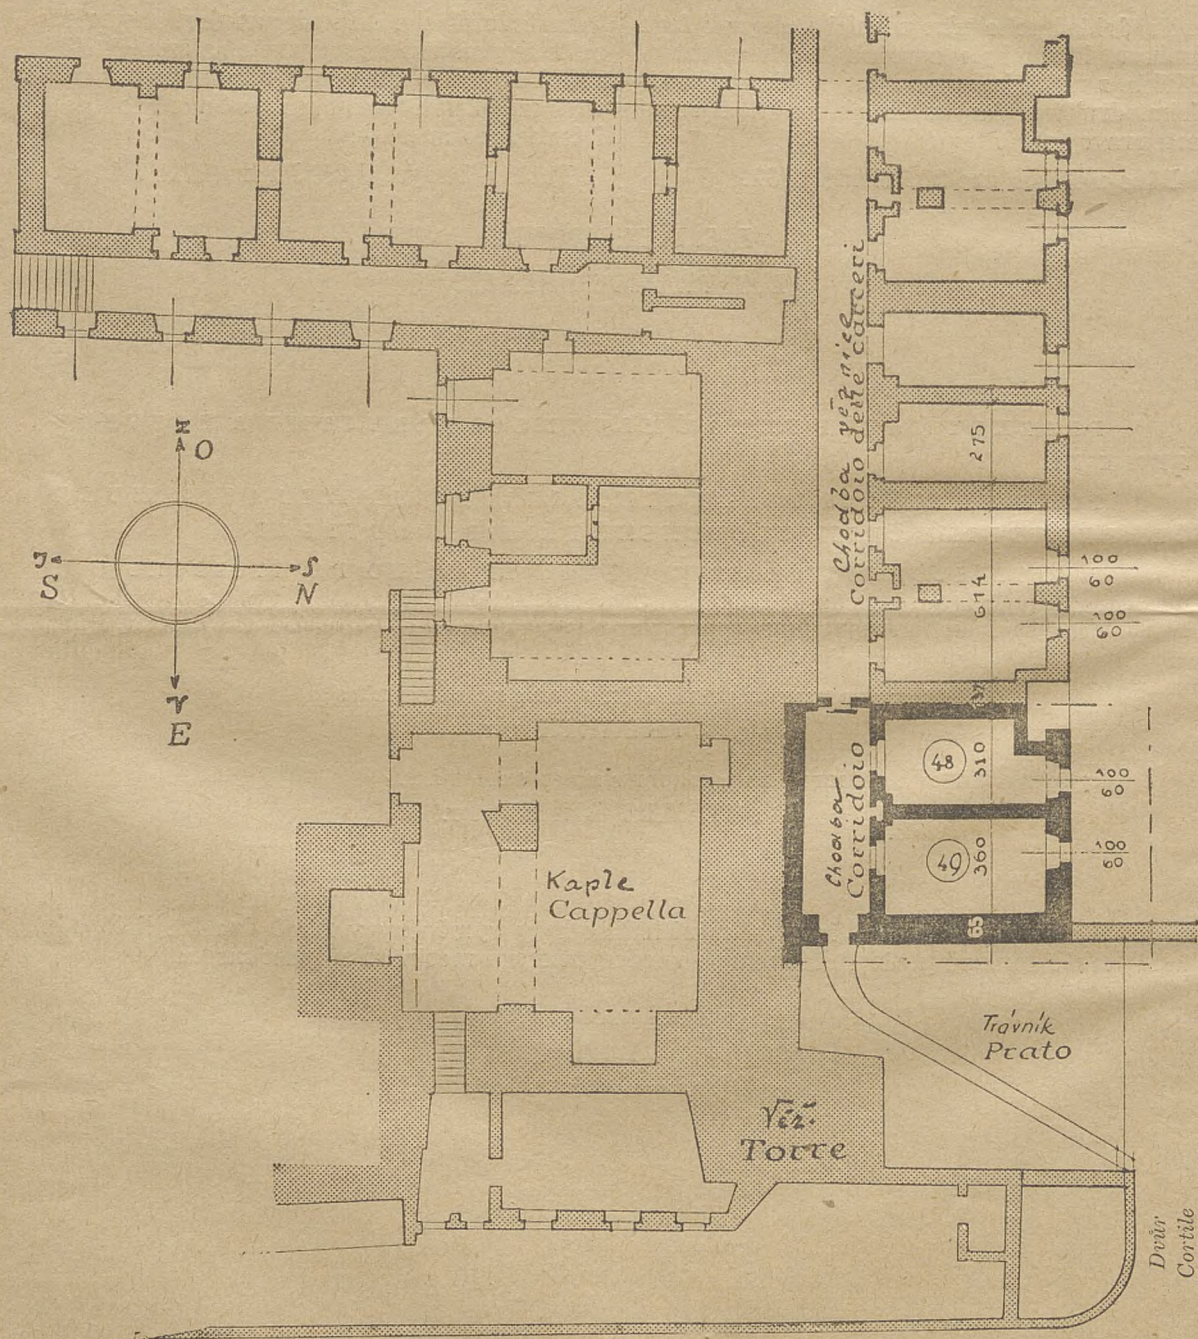 Z
O
J
S
S
N
V
E
Chodba věznice
Corridoio delle carceri
275
614
100
60
100
60
37
48
310
100
60
49
360
100
60
65
Chodba
Corridoio
Kaple
Cappella
Trávník
Prato
Věž.
Torre
Dvůr
Cortile